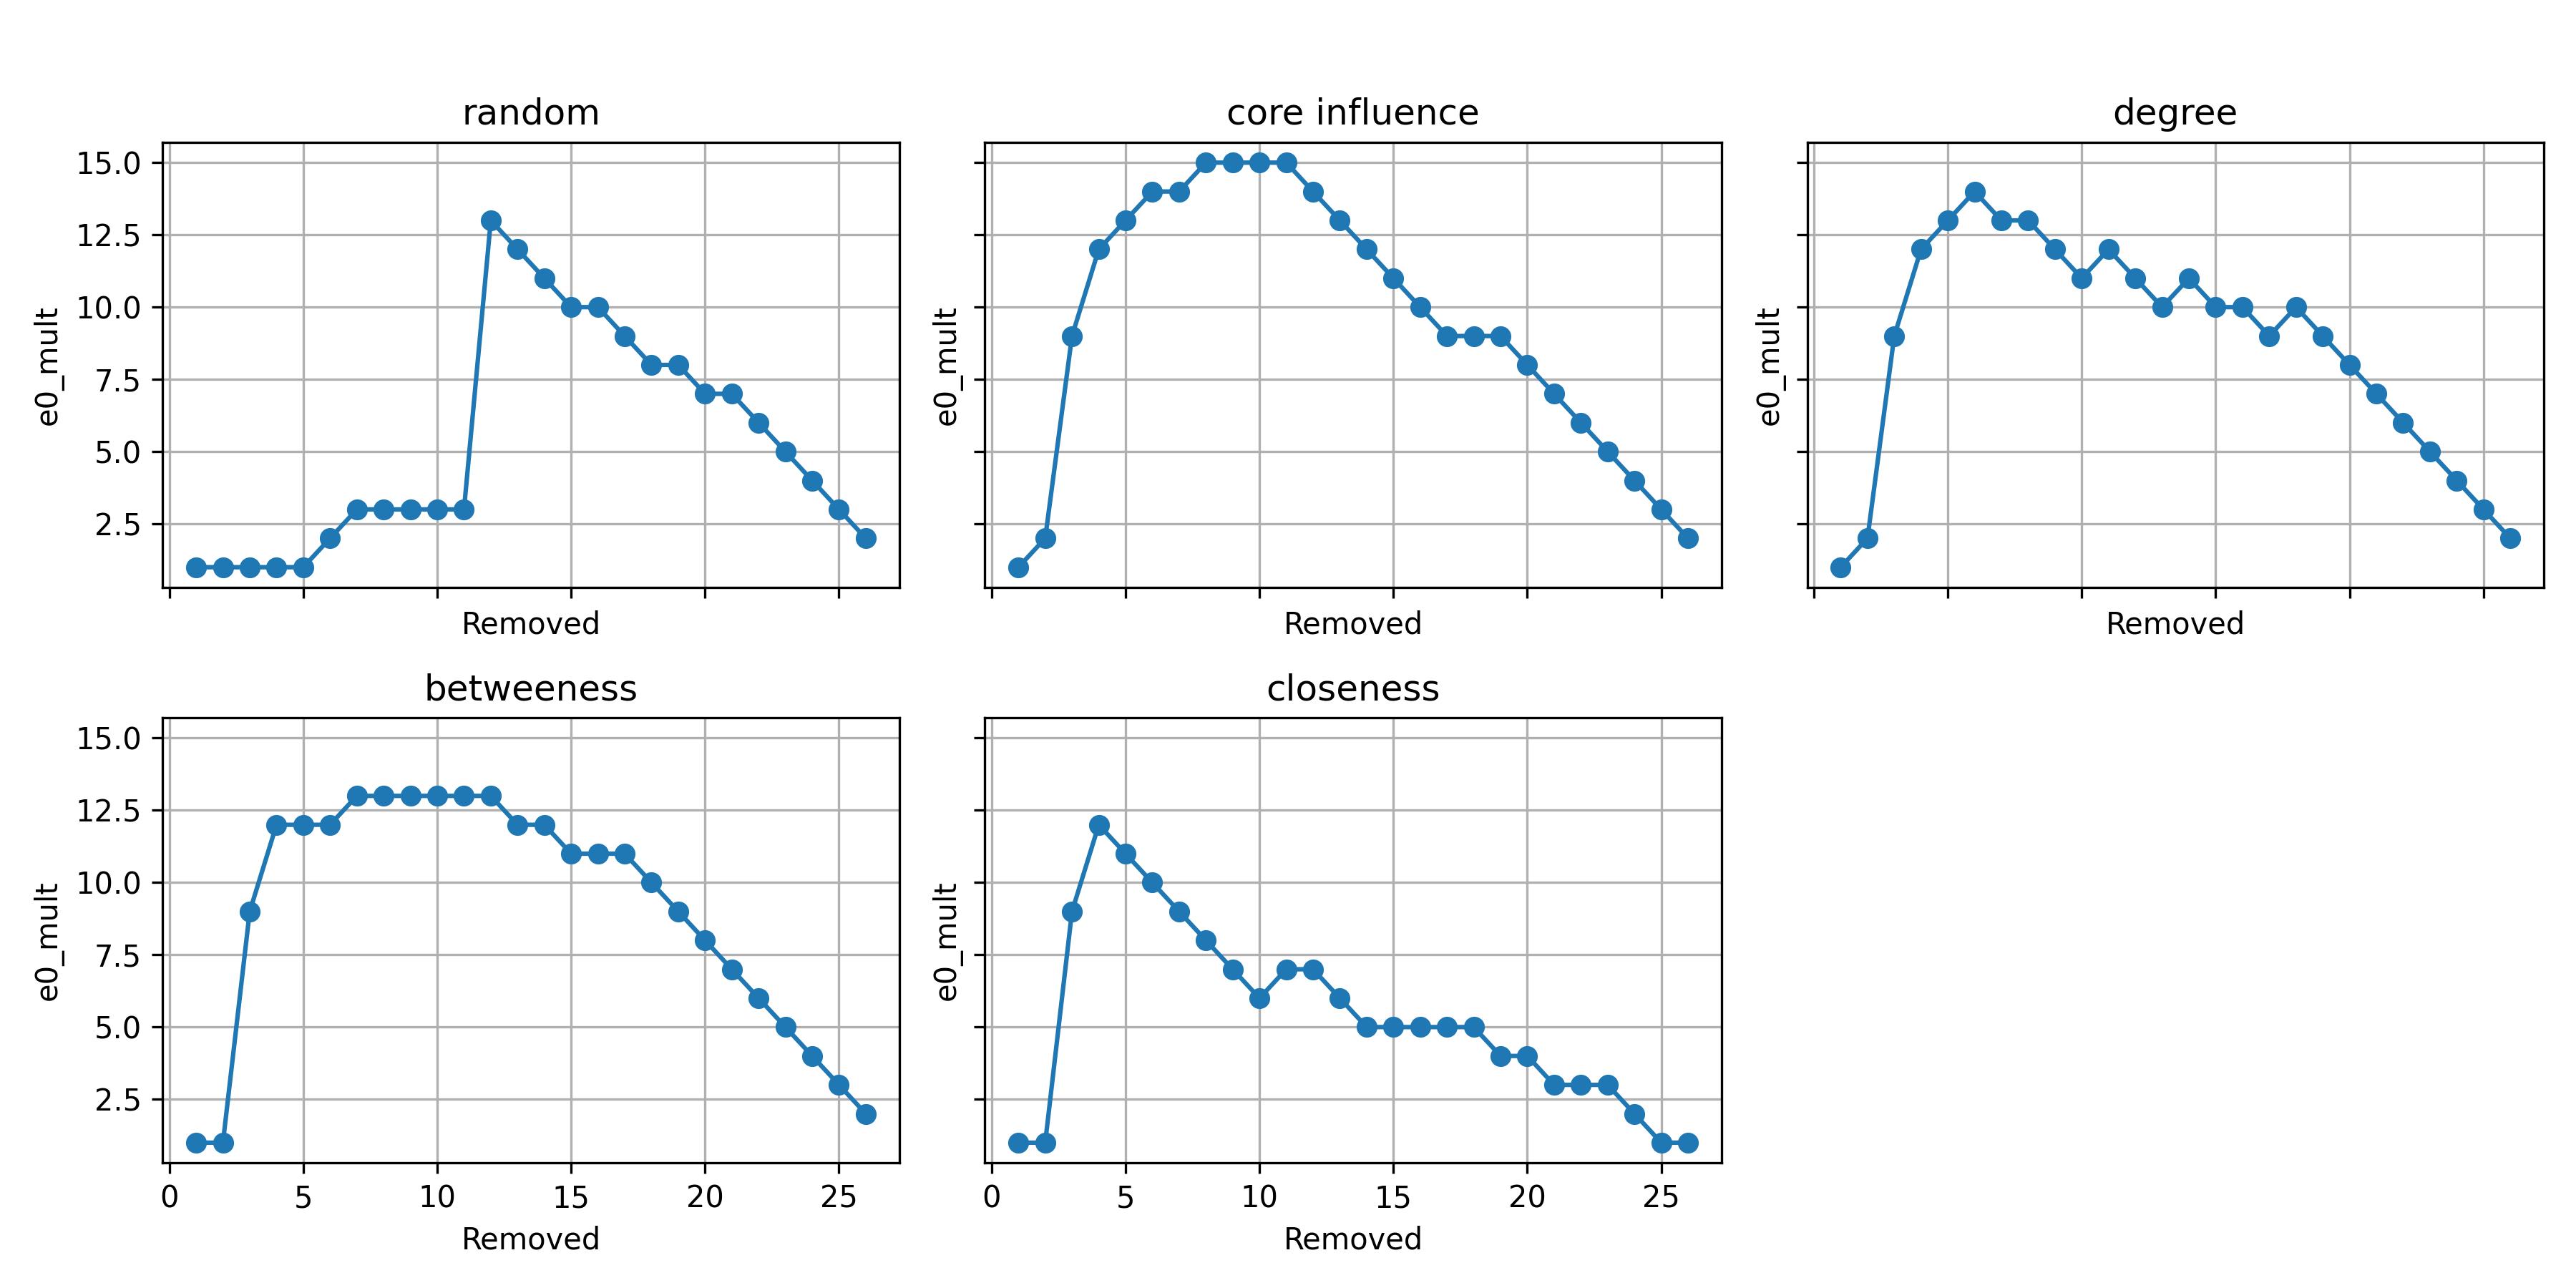 random
core influence
degree
15.0
12.5
10.0
7.5
5.0
2.5
e0_mult
e0_mult
e0_mult
Removed
Removed
Removed
betweeness
closeness
15.0
12.5
10.0
7.5
5.0
2.5
e0_mult
e0_mult
0 5 10 15 20 25
0 5 10 15 20 25
Removed
Removed